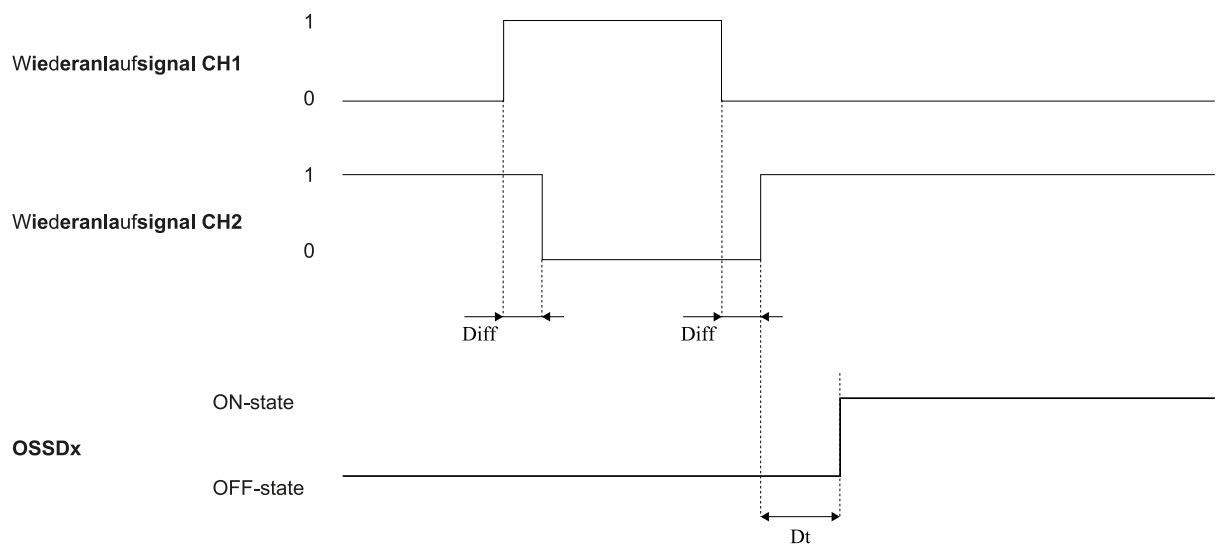 1
Wiederanlaufsignal CH1
0
1
Wiederanlaufsignal CH2
0
Diff Diff
ON-state
OSSDx
OFF-state
Dt